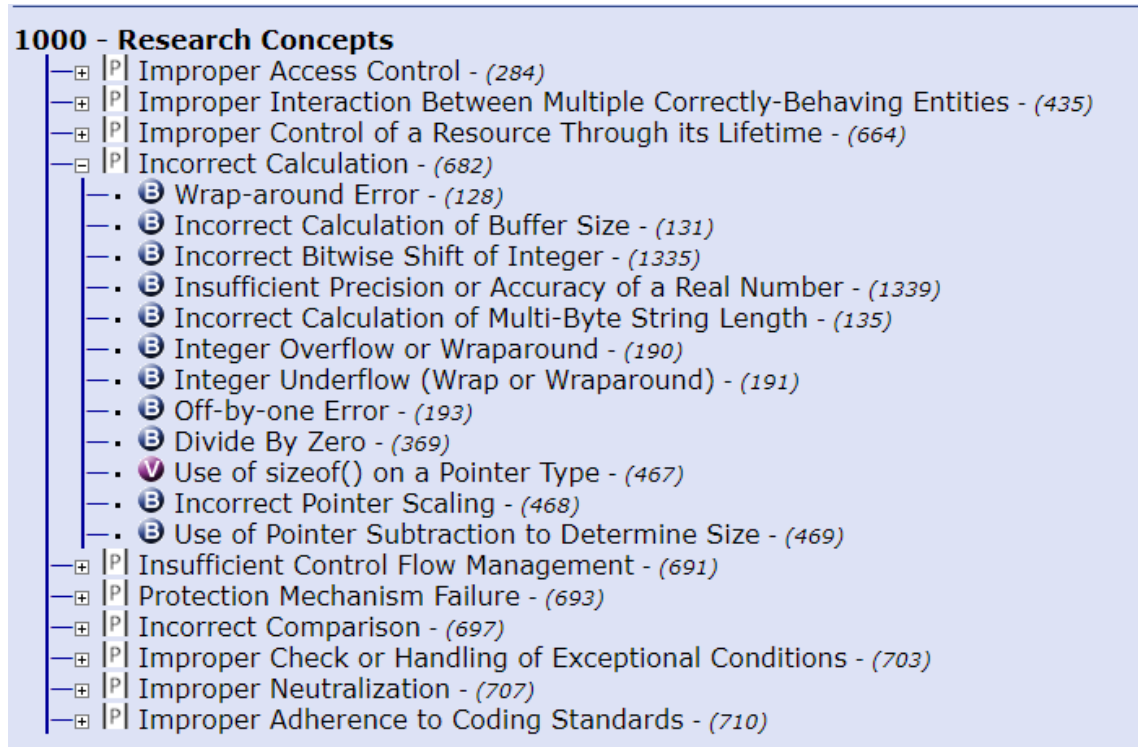 1000 - Research Concepts
P Improper Access Control - (284)
P Improper Interaction Between Multiple Correctly-Behaving Entities - (435)
P Improper Control of a Resource Through its Lifetime - (664)
P Incorrect Calculation - (682)
B Wrap-around Error - (128)
B Incorrect Calculation of Buffer Size - (131)
B Incorrect Bitwise Shift of Integer - (1335)
B Insufficient Precision or Accuracy of a Real Number - (1339)
B Incorrect Calculation of Multi-Byte String Length - (135)
B Integer Overflow or Wraparound - (190)
B Integer Underflow (Wrap or Wraparound) - (191)
B Off-by-one Error - (193)
B Divide By Zero - (369)
V Use of sizeof() on a Pointer Type - (467)
B Incorrect Pointer Scaling - (468)
B Use of Pointer Subtraction to Determine Size - (469)
P Insufficient Control Flow Management - (691)
P Protection Mechanism Failure - (693)
P Incorrect Comparison - (697)
P Improper Check or Handling of Exceptional Conditions - (703)
P Improper Neutralization - (707)
P Improper Adherence to Coding Standards - (710)